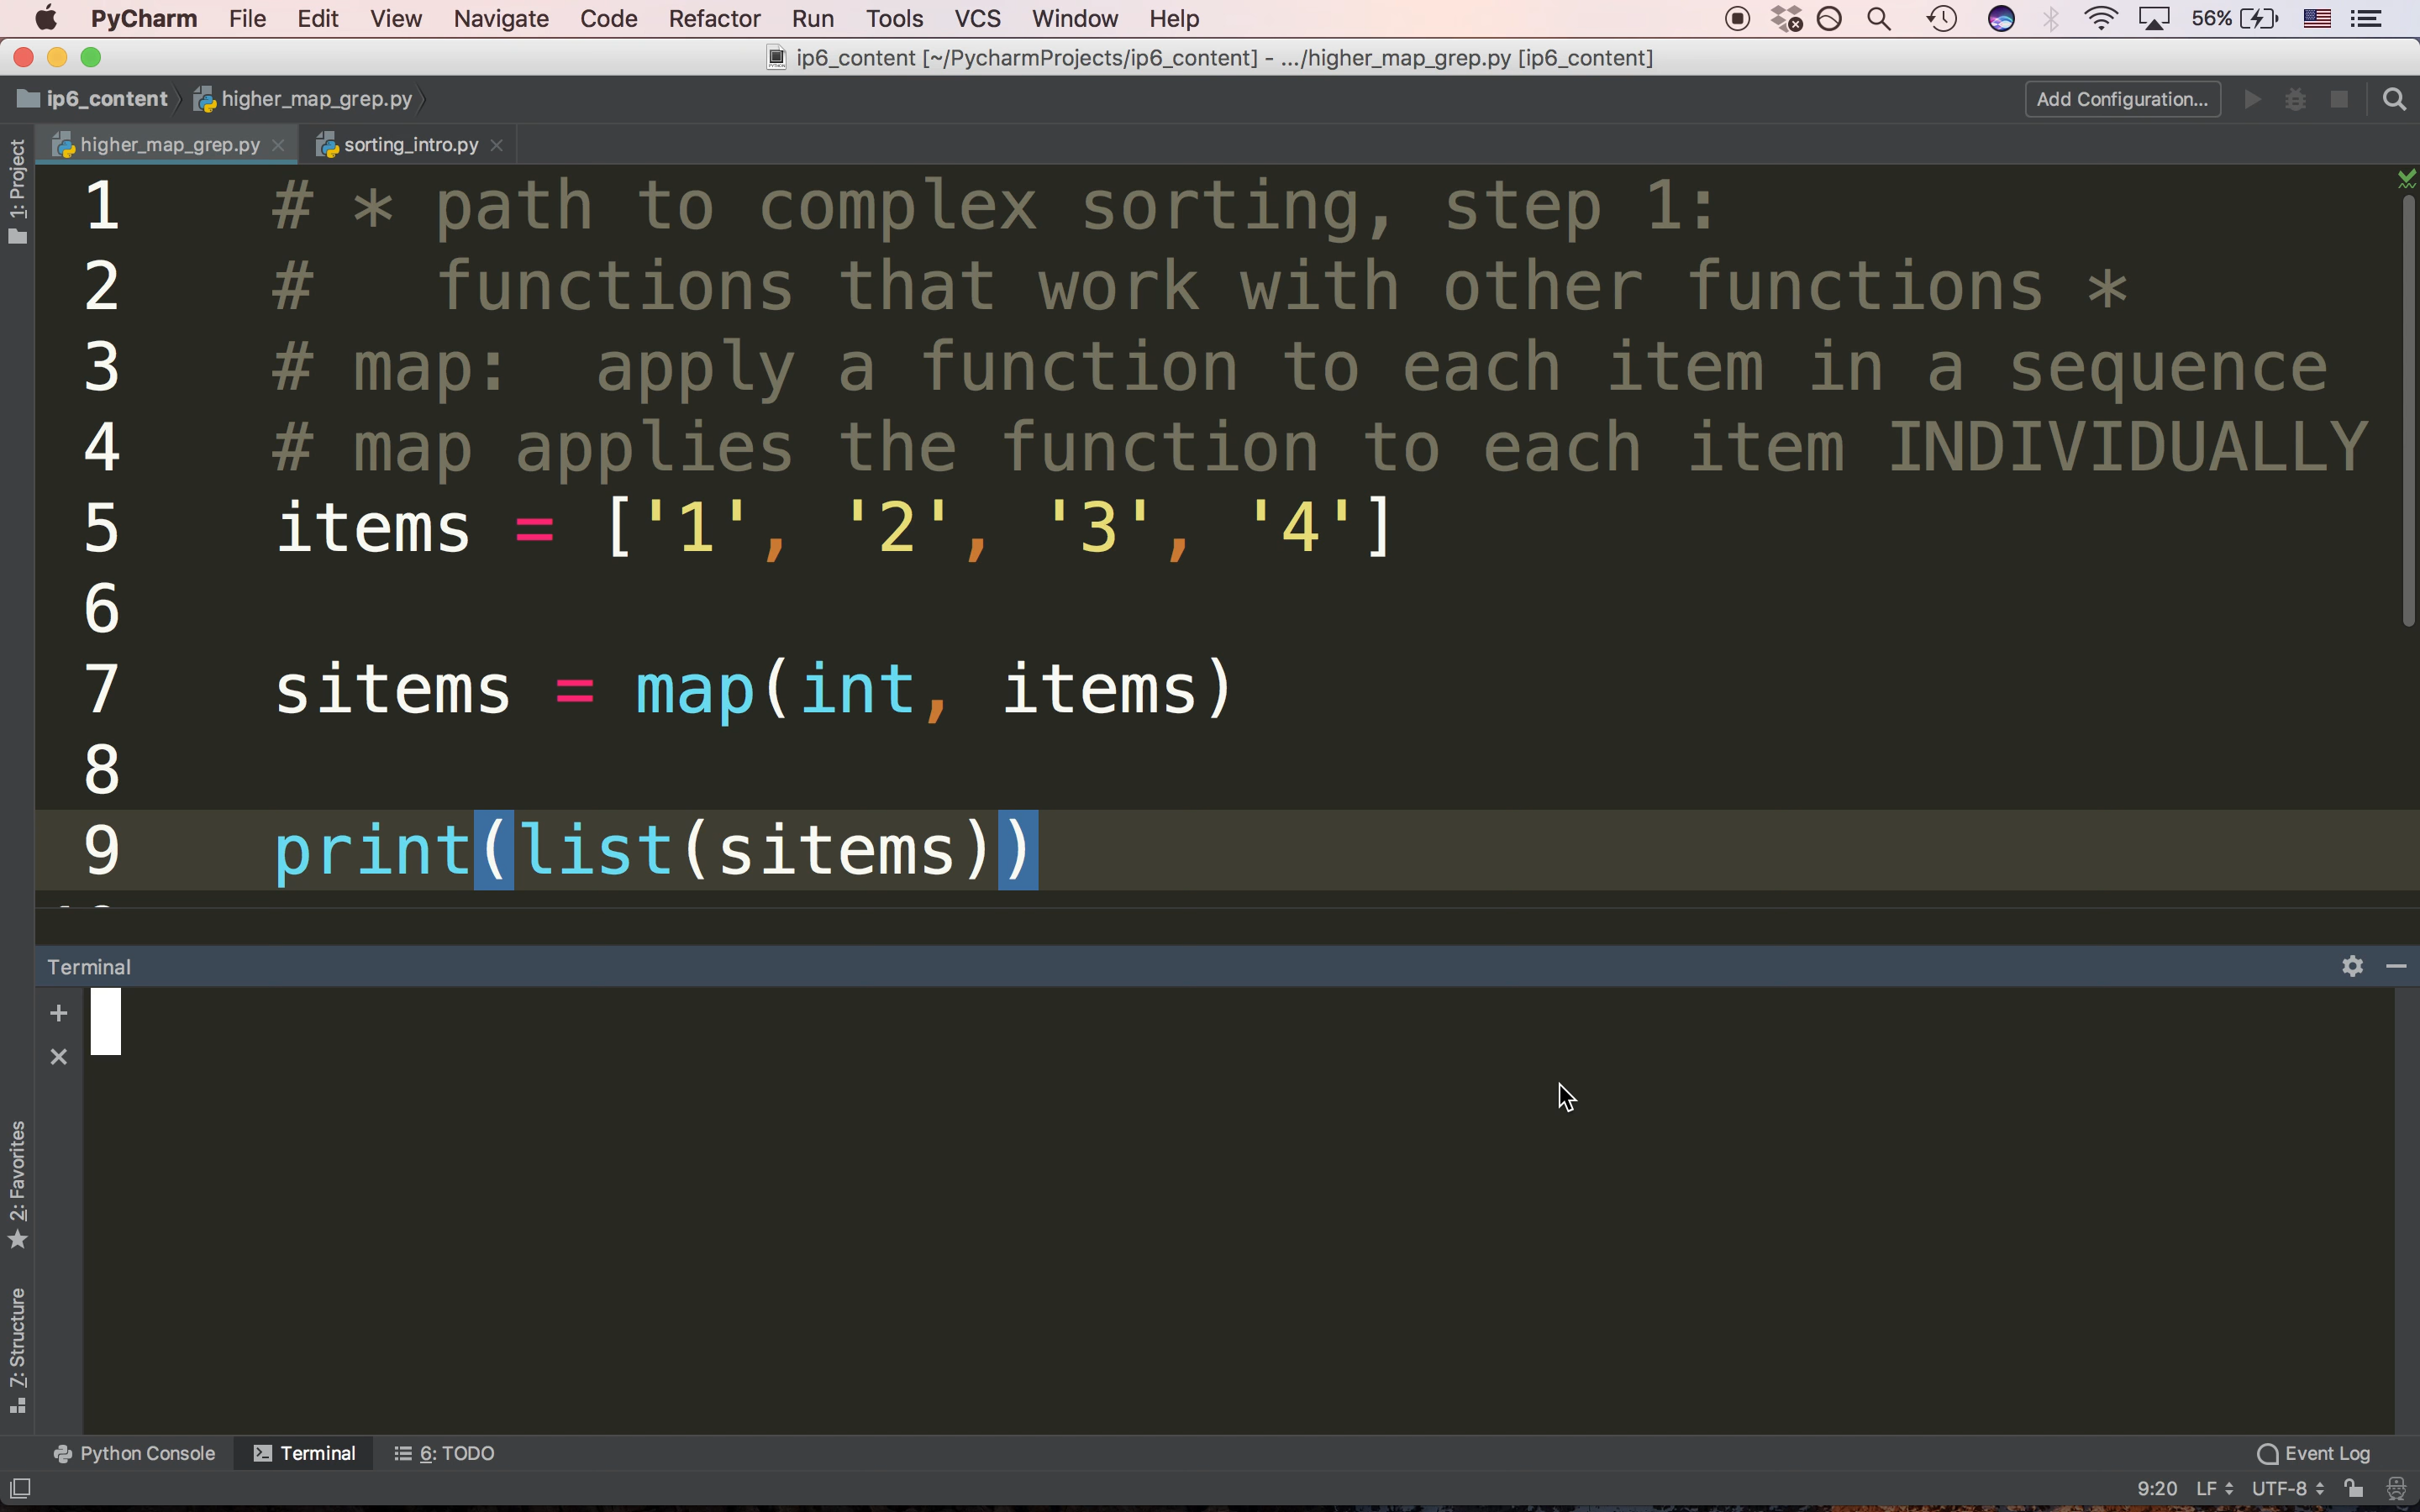 PyCharm File Edit View Navigate Code Refactor Run Tools VCS Window Help 56%
ip6_content [~/PycharmProjects/ip6_content] - .../higher_map_grep.py [ip6_content]
ip6_content higher_map_grep.py Add Configuration...
higher_map_grep.py sorting_intro.py
1: Project
1 # * path to complex sorting, step 1:
2 #   functions that work with other functions *
3 # map:  apply a function to each item in a sequence
4 # map applies the function to each item INDIVIDUALLY
5 items = ['1', '2', '3', '4']
6
7 sitems = map(int, items)
8
9 print(list(sitems))
Terminal
2: Favorites
7: Structure
Python Console Terminal 6: TODO Event Log
9:20 LF UTF-8